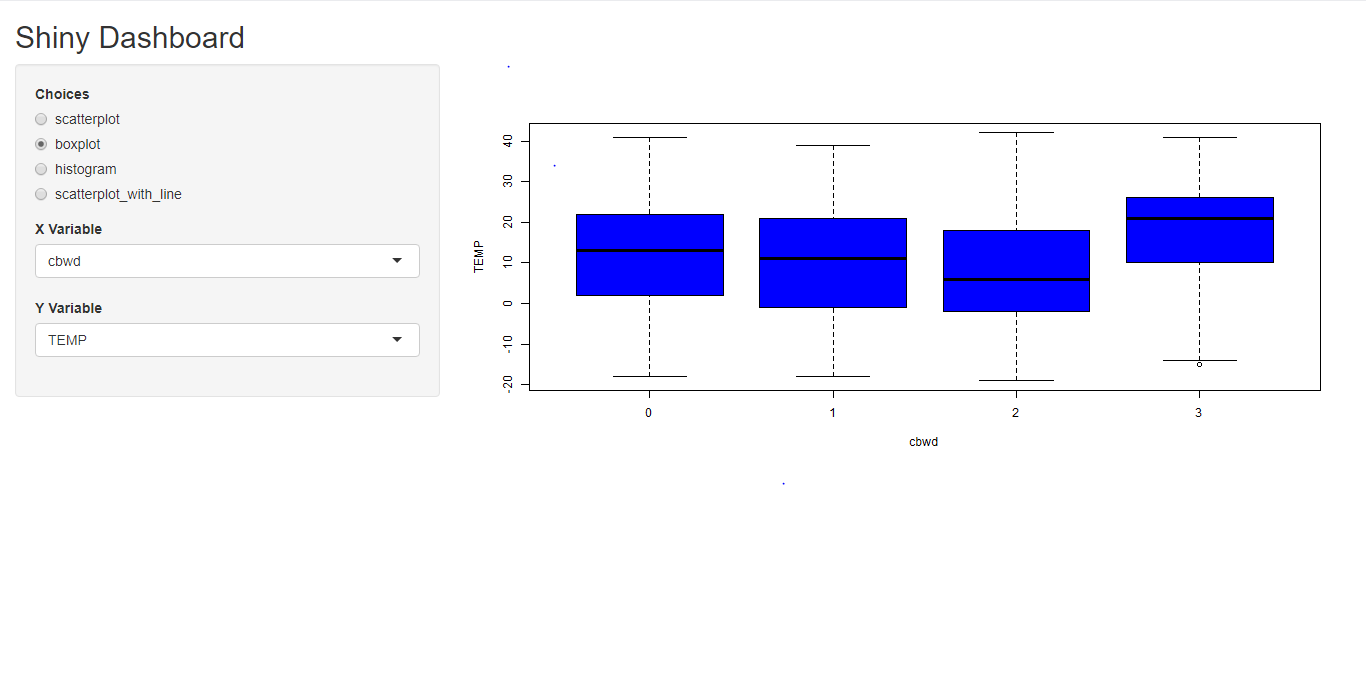 Shiny Dashboard
Choices
scatterplot
boxplot
histogram
scatterplot_with_line
X Variable
cbwd
Y Variable
TEMP
TEMP
40
30
20
10
0
-10
-20
0 1 2 3
cbwd